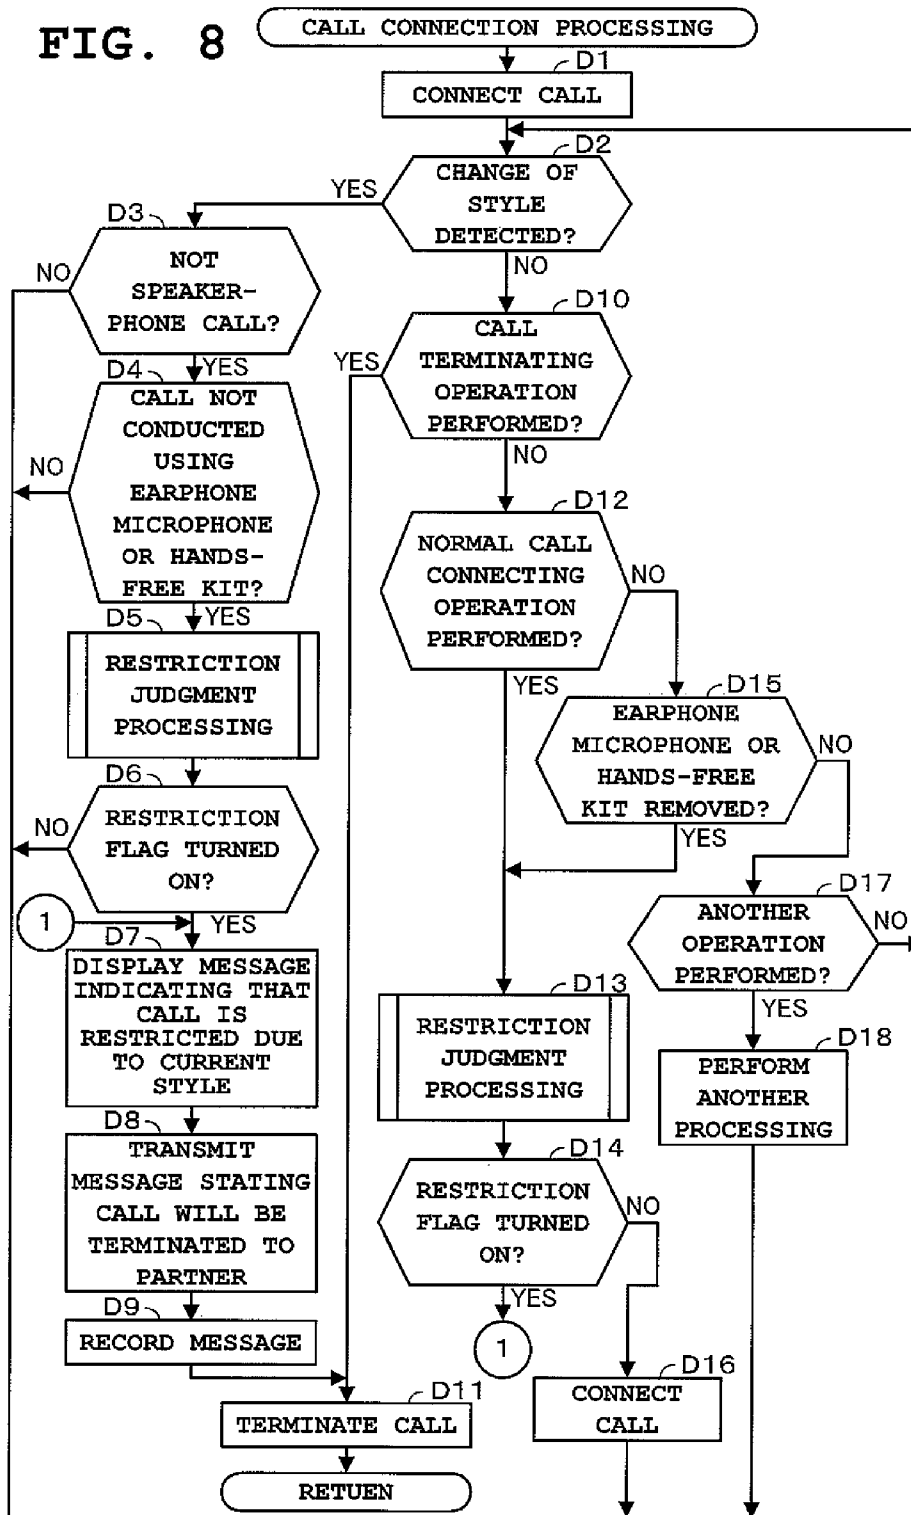 FIG. 8
CALL CONNECTION PROCESSING
D1
CONNECT CALL
D2
CHANGE OF
STYLE
DETECTED?
YES
NO
D3
NOT
SPEAKER-
PHONE CALL?
NO
YES
D4
CALL NOT
CONDUCTED
USING
EARPHONE
MICROPHONE
OR HANDS-
FREE KIT?
NO
YES
D5
RESTRICTION
JUDGMENT
PROCESSING
D6
RESTRICTION
FLAG TURNED
ON?
NO
YES
1
D7
DISPLAY MESSAGE
INDICATING THAT
CALL IS
RESTRICTED DUE
TO CURRENT
STYLE
D8
TRANSMIT
MESSAGE STATING
CALL WILL BE
TERMINATED TO
PARTNER
D9
RECORD MESSAGE
D10
CALL
TERMINATING
OPERATION
PERFORMED?
YES
NO
D12
NORMAL CALL
CONNECTING
OPERATION
PERFORMED?
NO
YES
D15
EARPHONE
MICROPHONE OR
HANDS-FREE
KIT REMOVED?
NO
YES
D17
ANOTHER
OPERATION
PERFORMED?
NO
YES
D18
PERFORM
ANOTHER
PROCESSING
D13
RESTRICTION
JUDGMENT
PROCESSING
D14
RESTRICTION
FLAG TURNED
ON?
NO
YES
1
D16
CONNECT
CALL
D11
TERMINATE CALL
RETUEN